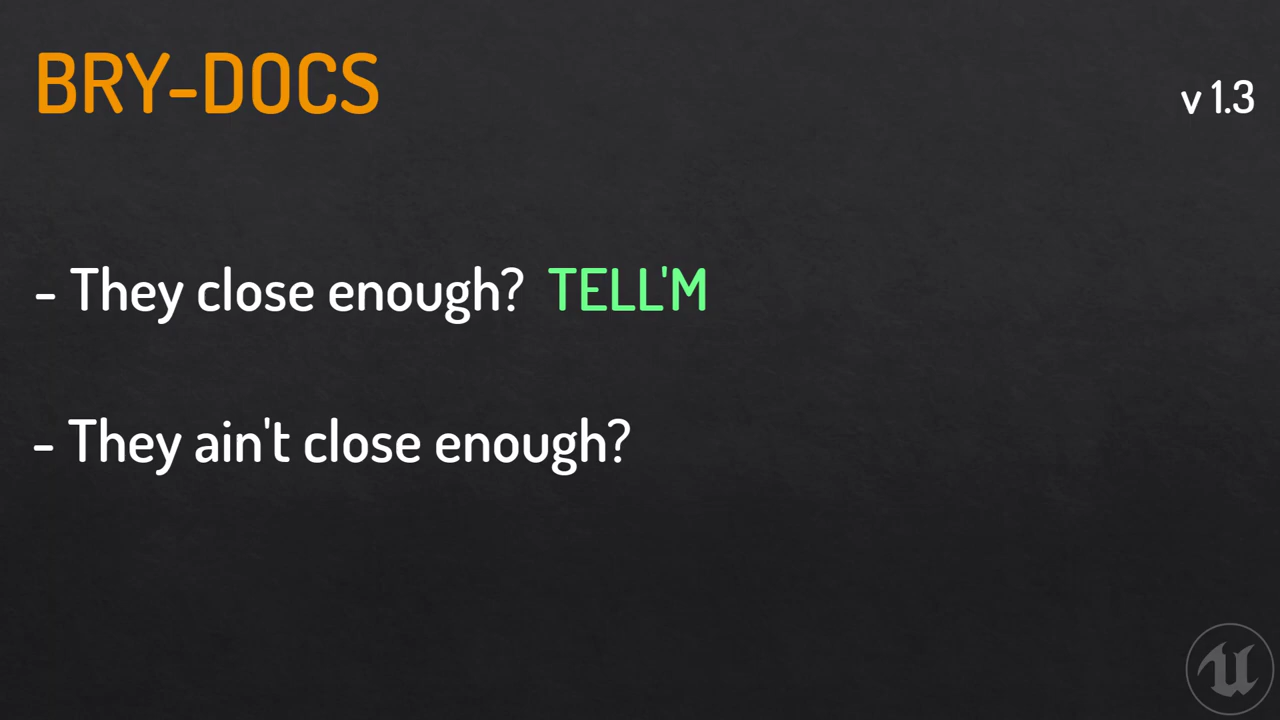 BRY-DOCS
v 1.3
- They close enough? TELL'M
- They ain't close enough?